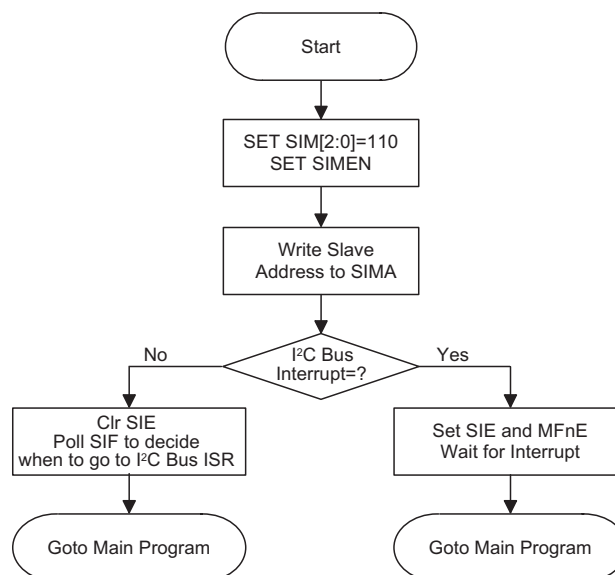 Start
SET SIM[2:0]=110
SET SIMEN
Write Slave
Address to SIMA
No
I²C Bus
Interrupt=?
Yes
Clr SIE
Poll SIF to decide
when to go to I²C Bus ISR
Set SIE and MFnE
Wait for Interrupt
Goto Main Program
Goto Main Program